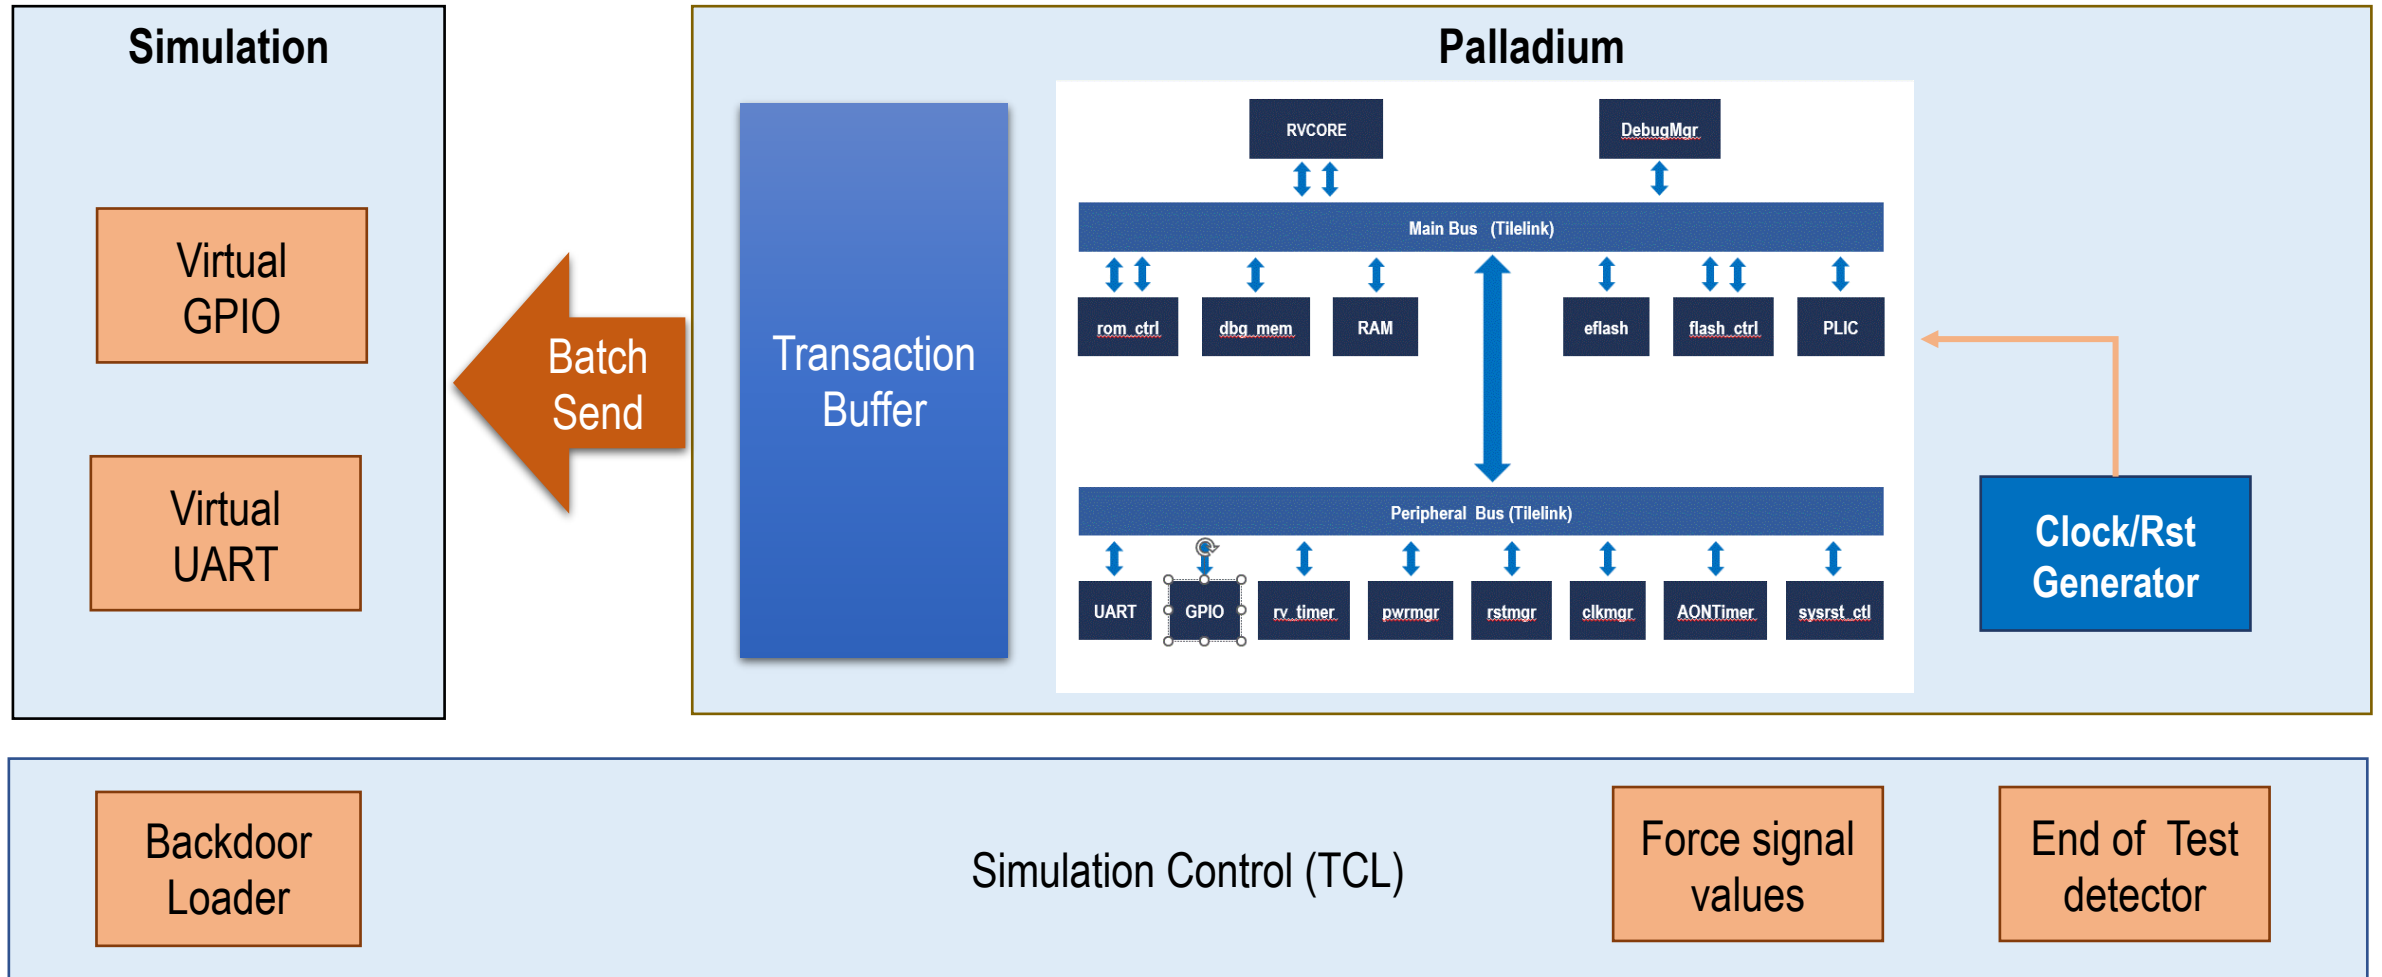 Simulation
Palladium
Virtual
GPIO
Virtual
UART
Batch
Send
Transaction
Buffer
RVCORE
DebugMgr
Main Bus (Tilelink)
rom_ctrl
dbg_mem
RAM
eflash
flash_ctrl
PLIC
Peripheral Bus (Tilelink)
UART
GPIO
rv_timer
pwrmgr
rstmgr
clkmgr
AONTimer
sysrst_ctl
Clock/Rst
Generator
Backdoor
Loader
Simulation Control (TCL)
Force signal
values
End of Test
detector